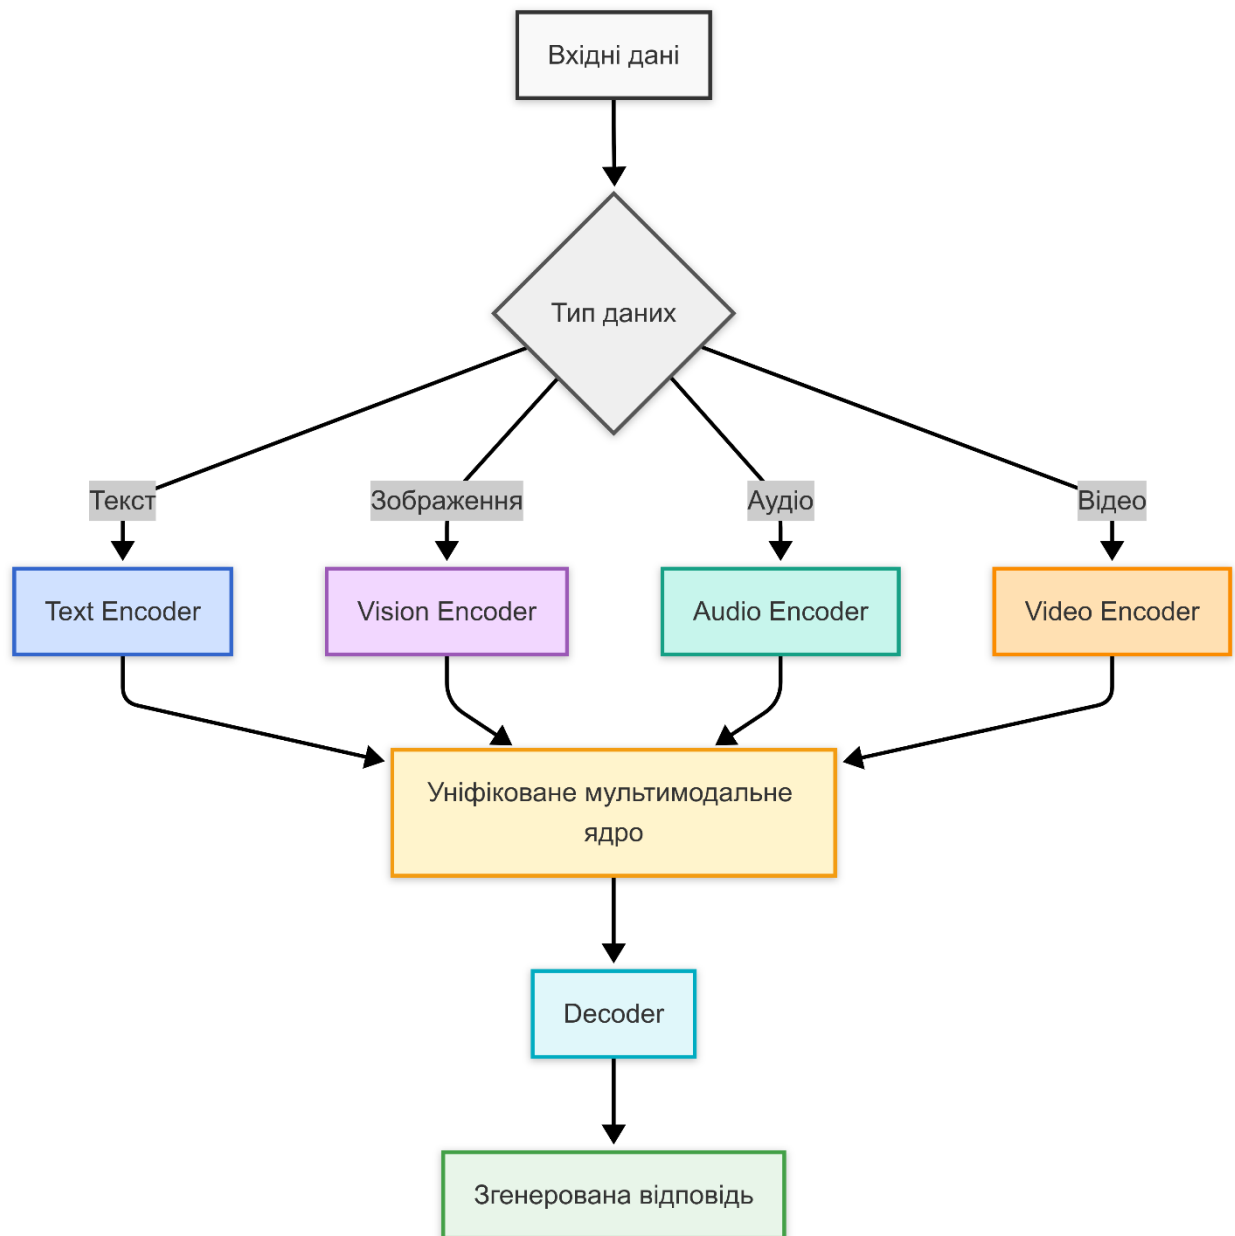 Вхідні дані
Тип даних
Текст
Зображення
Аудіо
Відео
Text Encoder
Vision Encoder
Audio Encoder
Video Encoder
Уніфіковане мультимодальне
ядро
Decoder
Згенерована відповідь